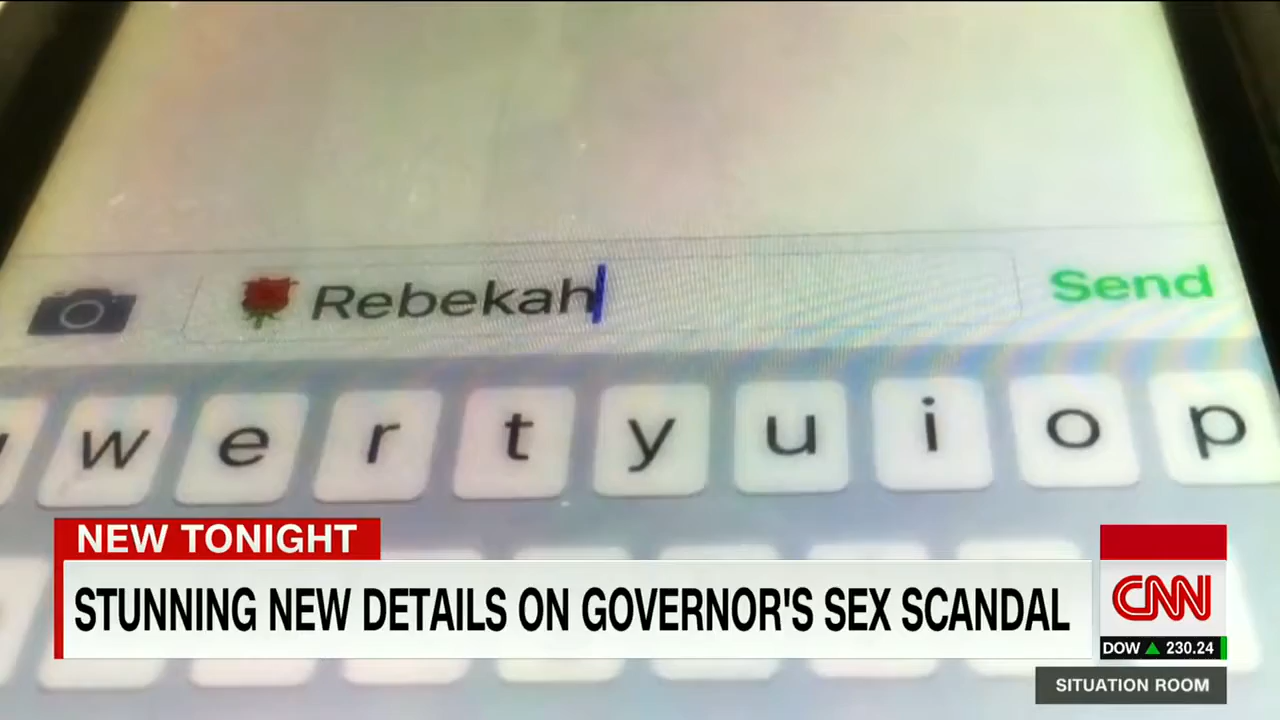 🌹 Rebekah
Send
w e r t y u i o p
NEW TONIGHT
STUNNING NEW DETAILS ON GOVERNOR'S SEX SCANDAL
CNN
DOW ▲ 230.24
SITUATION ROOM